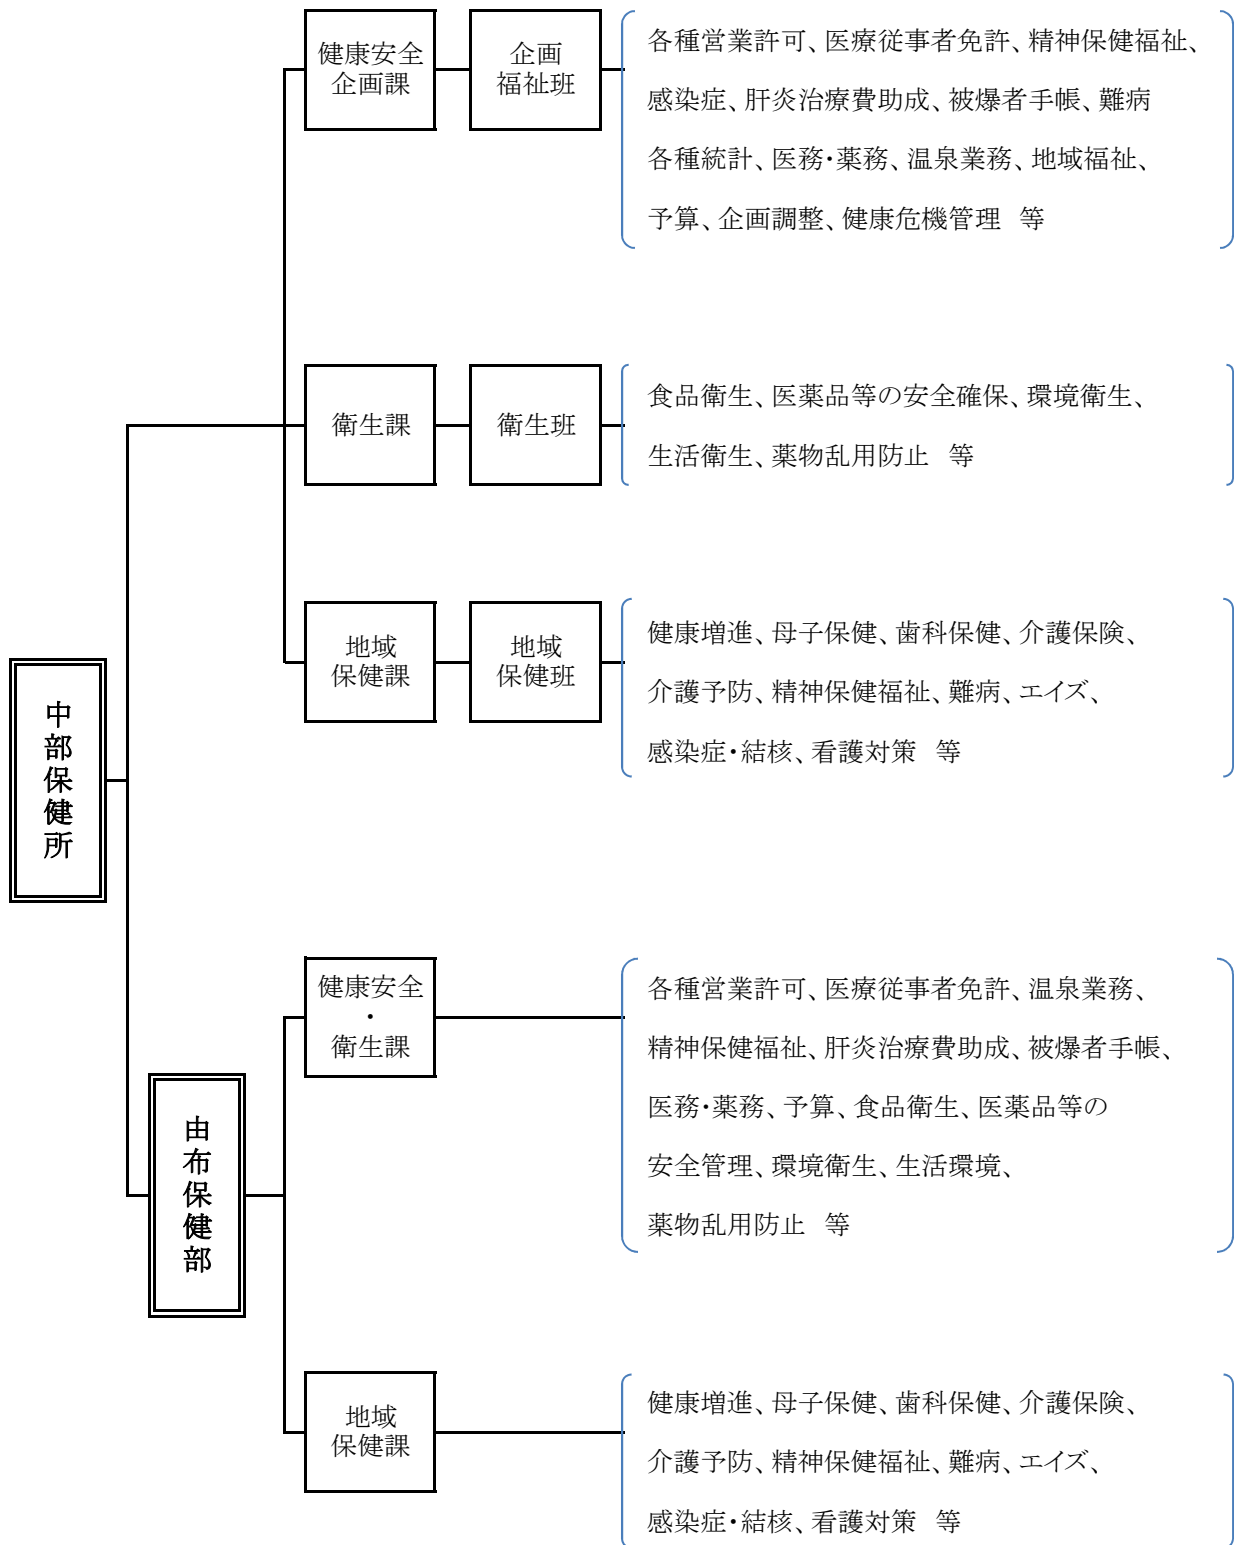 健康安全
企画課
企画
福祉班
各種営業許可、医療従事者免許、精神保健福祉、
感染症、肝炎治療費助成、被爆者手帳、難病
各種統計、医務・薬務、温泉業務、地域福祉、
予算、企画調整、健康危機管理　等
衛生課
衛生班
食品衛生、医薬品等の安全確保、環境衛生、
生活衛生、薬物乱用防止　等
地域
保健課
地域
保健班
健康増進、母子保健、歯科保健、介護保険、
介護予防、精神保健福祉、難病、エイズ、
感染症・結核、看護対策　等
中部保健所
健康安全
・
衛生課
各種営業許可、医療従事者免許、温泉業務、
精神保健福祉、肝炎治療費助成、被爆者手帳、
医務・薬務、予算、食品衛生、医薬品等の
安全管理、環境衛生、生活環境、
薬物乱用防止　等
由布保健部
地域
保健課
健康増進、母子保健、歯科保健、介護保険、
介護予防、精神保健福祉、難病、エイズ、
感染症・結核、看護対策　等